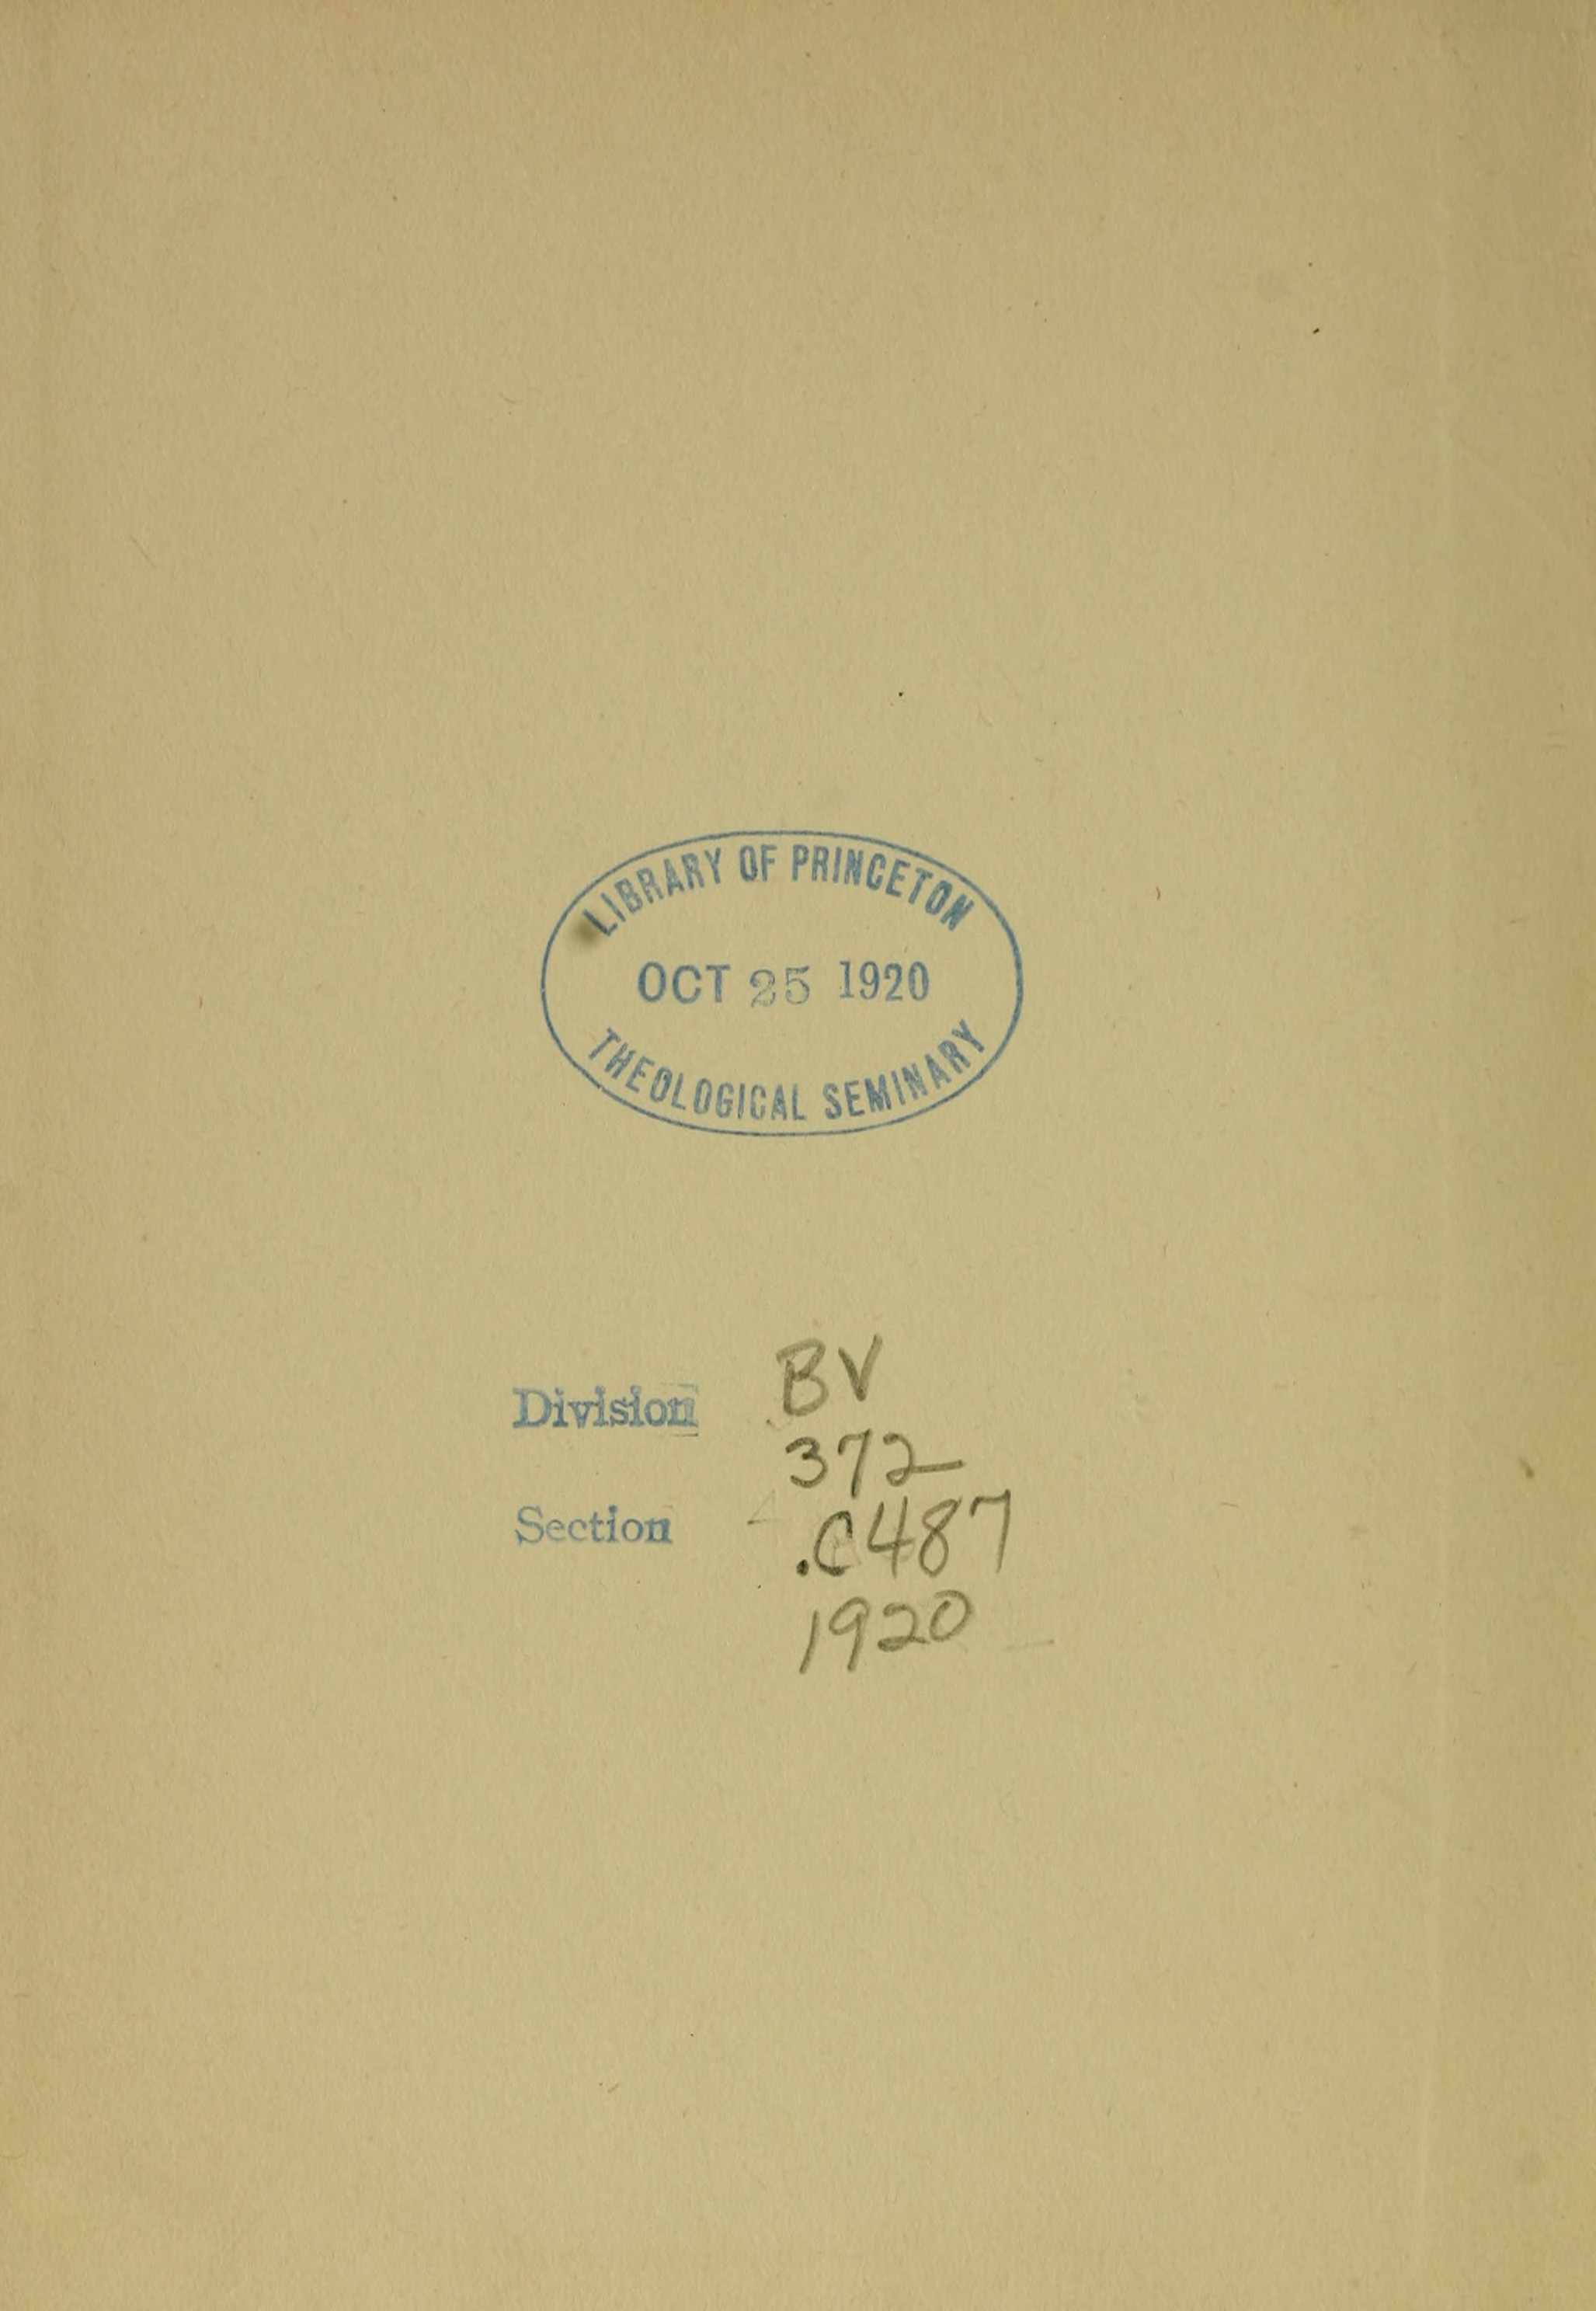 LIBRARY OF PRINCETON
OCT 25 1920
THEOLOGICAL SEMINARY
Division BV
372
Section .C487
1920